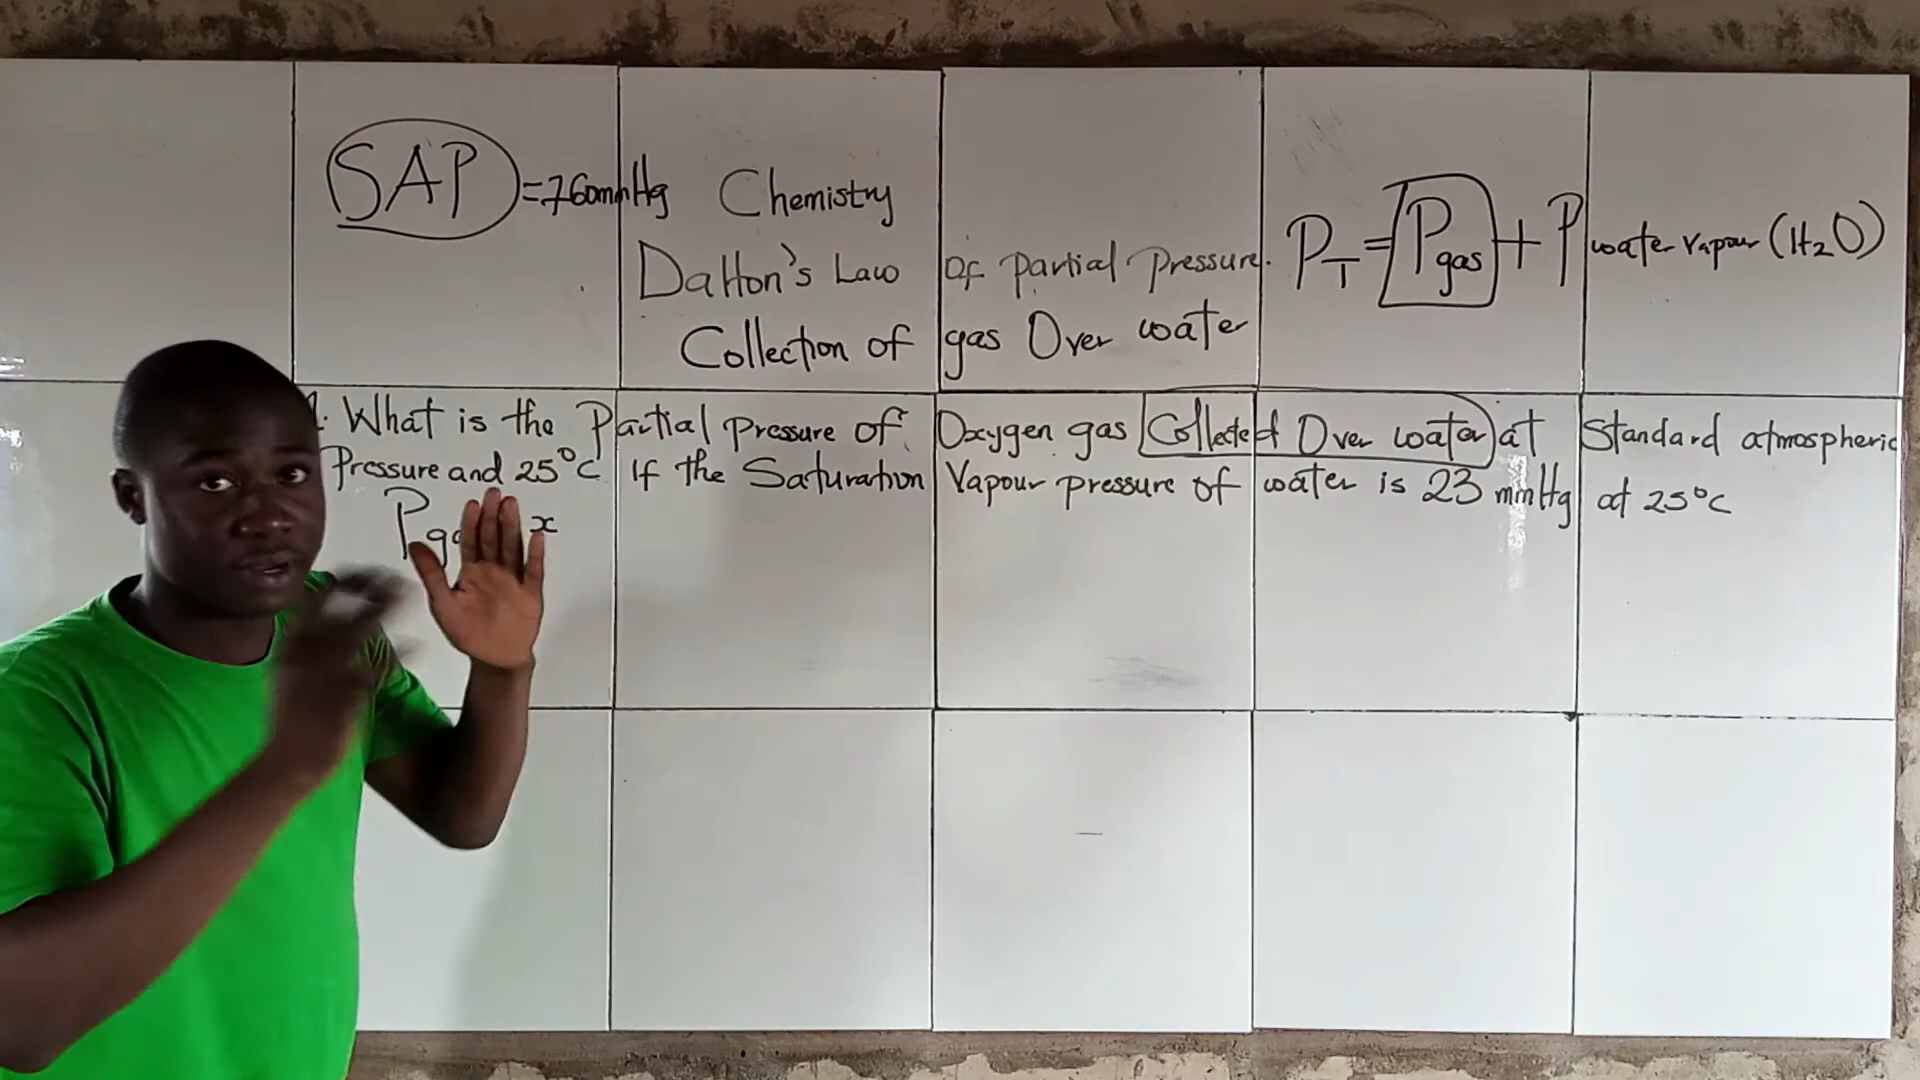 SAP = 760mmHg
Chemistry
Dalton's Law of Partial Pressure.
Collection of gas Over water
PT = Pgas + P water vapour (H2O)
What is the Partial pressure of Oxygen gas Collected Over water at Standard atmospheric
Pressure and 25°C If the Saturation Vapour pressure of water is 23 mmHg at 25°C
x